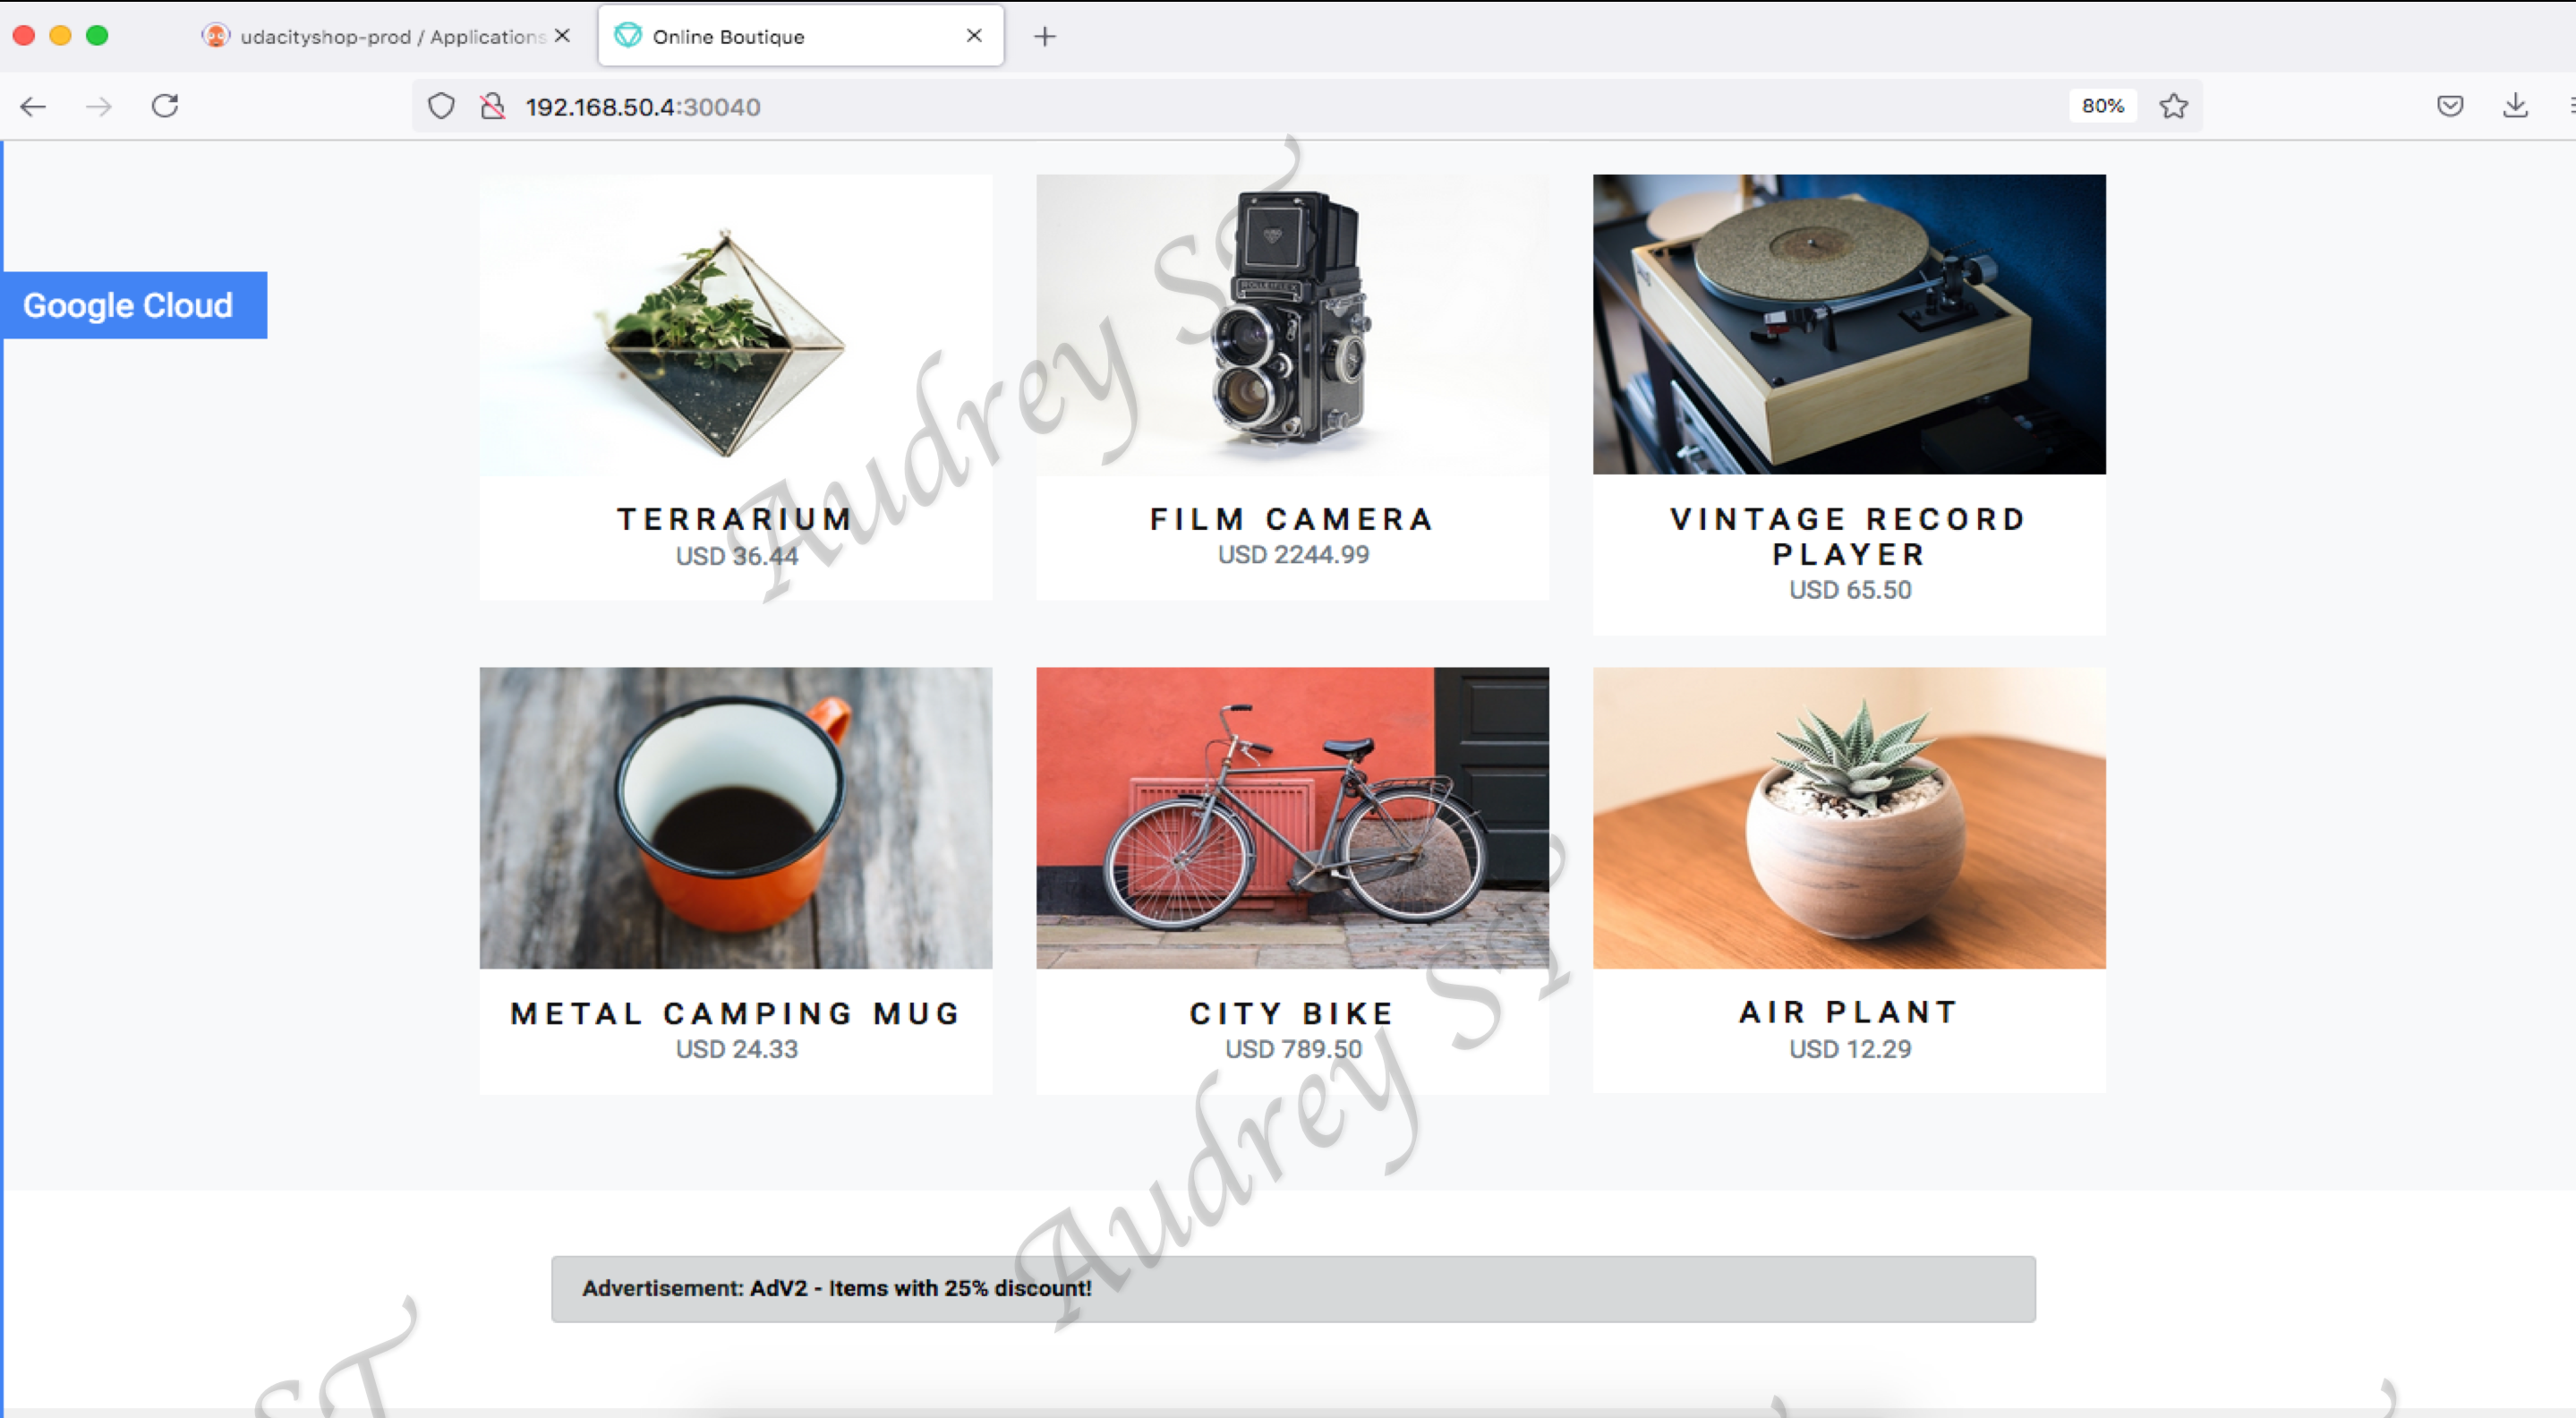 udacityshop-prod / Applications
Online Boutique
192.168.50.4:30040
80%
Google Cloud
TERRARIUM
USD 36.44
FILM CAMERA
USD 2244.99
VINTAGE RECORD
PLAYER
USD 65.50
METAL CAMPING MUG
USD 24.33
CITY BIKE
USD 789.50
AIR PLANT
USD 12.29
Advertisement: AdV2 - Items with 25% discount!
Audrey ST
Audrey ST
ST